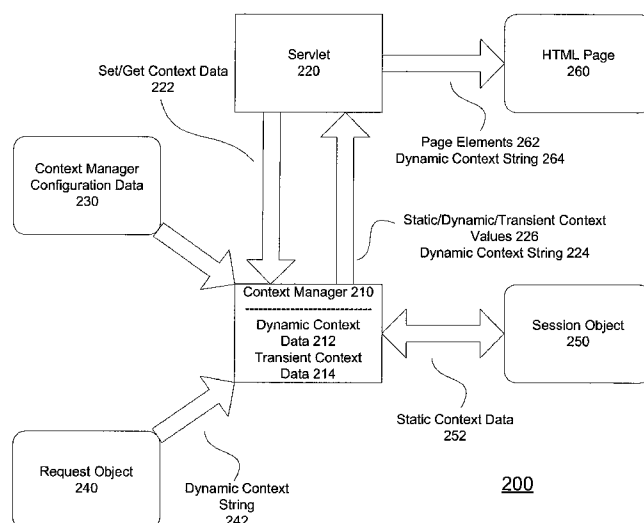 Servlet
220
HTML Page
260
Set/Get Context Data
222
Page Elements 262
Dynamic Context String 264
Context Manager
Configuration Data
230
Static/Dynamic/Transient Context
Values 226
Dynamic Context String 224
Context Manager 210
Dynamic Context
Data 212
Transient Context
Data 214
Session Object
250
Static Context Data
252
Request Object
240
Dynamic Context
String
242
200